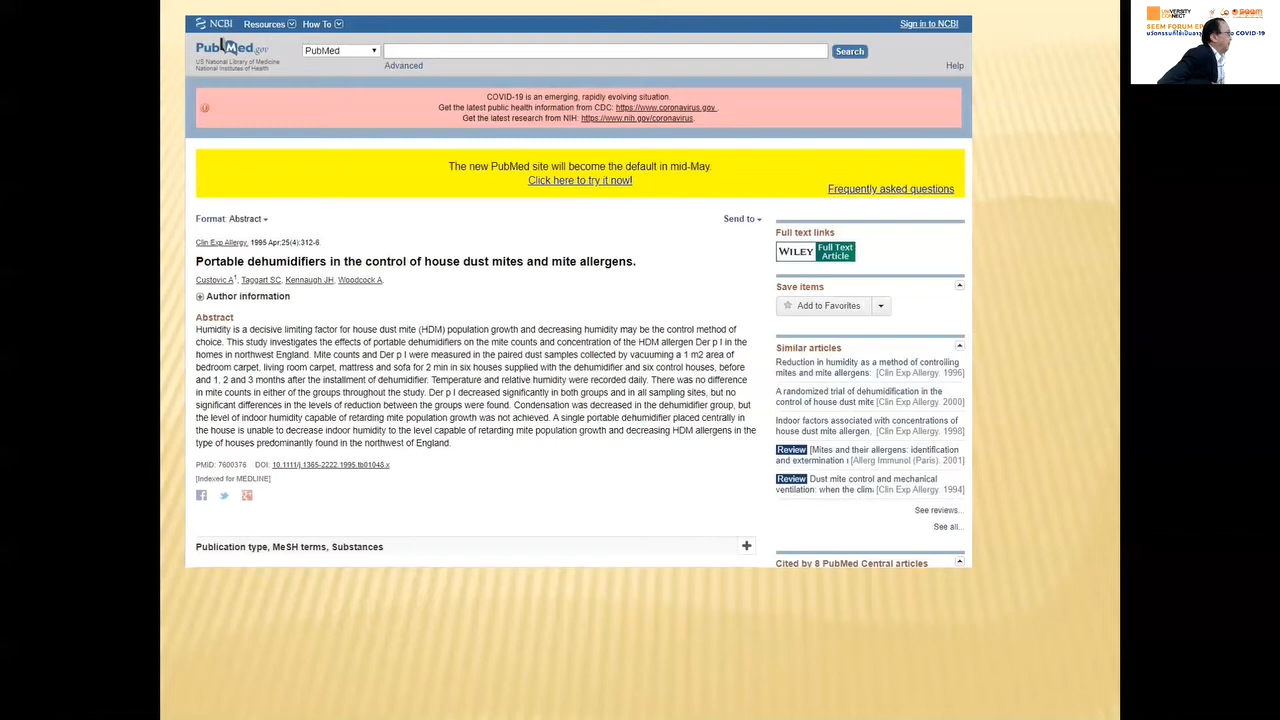 NCBI Resources How To Sign in to NCBI
PubMed.gov
US National Library of Medicine
National Institutes of Health
PubMed
Search
Advanced
Help
COVID-19 is an emerging, rapidly evolving situation.
Get the latest public health information from CDC: https://www.coronavirus.gov .
Get the latest research from NIH: https://www.nih.gov/coronavirus.
The new PubMed site will become the default in mid-May.
Click here to try it now!
Frequently asked questions
Format: Abstract
Send to
Clin Exp Allergy. 1995 Apr;25(4):312-6.
Portable dehumidifiers in the control of house dust mites and mite allergens.
Custovic A1, Taggart SC, Kennaugh JH, Woodcock A.
Author information
Abstract
Humidity is a decisive limiting factor for house dust mite (HDM) population growth and decreasing humidity may be the control method of
choice. This study investigates the effects of portable dehumidifiers on the mite counts and concentration of the HDM allergen Der p I in the
homes in northwest England. Mite counts and Der p I were measured in the paired dust samples collected by vacuuming a 1 m2 area of
bedroom carpet, living room carpet, mattress and sofa for 2 min in six houses supplied with the dehumidifier and six control houses, before
and 1, 2 and 3 months after the installment of dehumidifier. Temperature and relative humidity were recorded daily. There was no difference
in mite counts in either of the groups throughout the study. Der p I decreased significantly in both groups and in all sampling sites, but no
significant differences in the levels of reduction between the groups were found. Condensation was decreased in the dehumidifier group, but
the level of indoor humidity capable of retarding mite population growth was not achieved. A single portable dehumidifier placed centrally in
the house is unable to decrease indoor humidity to the level capable of retarding mite population growth and decreasing HDM allergens in the
type of houses predominantly found in the northwest of England.
PMID: 7600376 DOI: 10.1111/j.1365-2222.1995.tb01048.x
[Indexed for MEDLINE]
Publication type, MeSH terms, Substances
Full text links
WILEY Full Text
Article
Save items
Add to Favorites
Similar articles
Reduction in humidity as a method of controlling
mites and mite allergens: [Clin Exp Allergy. 1996]
A randomized trial of dehumidification in the
control of house dust mite [Clin Exp Allergy. 2000]
Indoor factors associated with concentrations of
house dust mite allergen, [Clin Exp Allergy. 1998]
Review [Mites and their allergens: identification
and extermination [Allerg Immunol (Paris). 2001]
Review Dust mite control and mechanical
ventilation: when the clim [Clin Exp Allergy. 1994]
See reviews...
See all...
Cited by 8 PubMed Central articles
UNIVERSITY
CONNECT
seem
SEEM FORUM EP
COVID-19